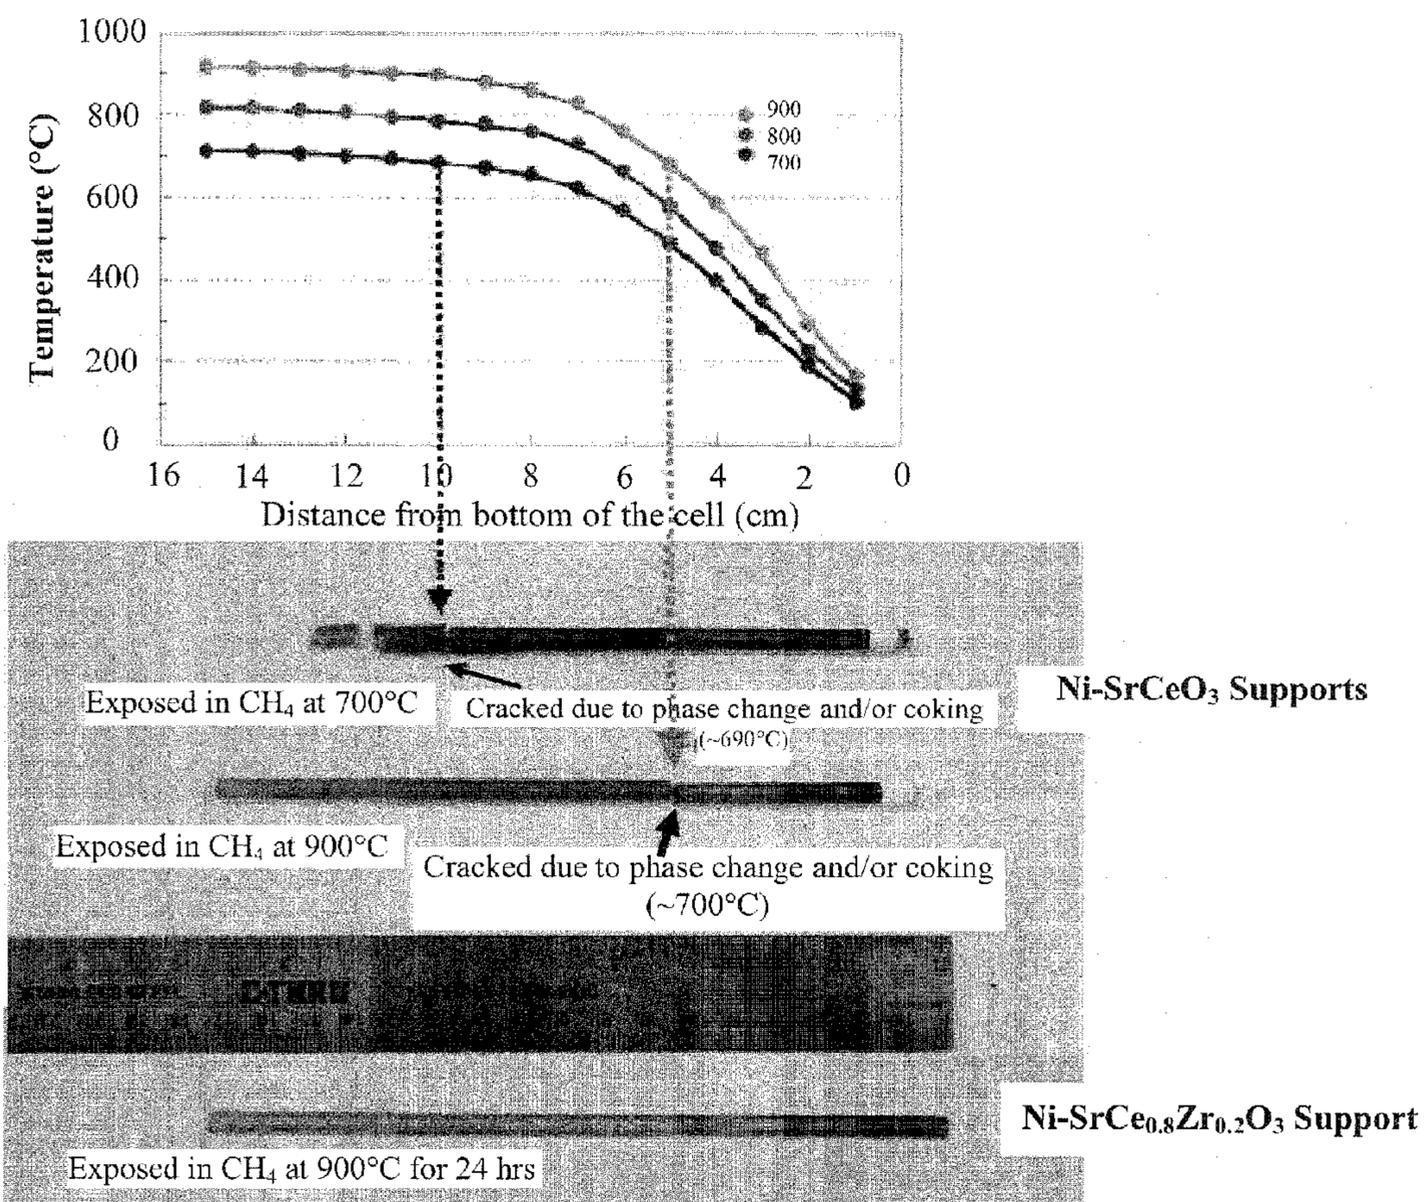 1000
800
600
400
200
0
Temperature (°C)
900
800
700
16 14 12 10 8 6 4 2 0
Distance from bottom of the cell (cm)
Exposed in CH₄ at 700°C
Cracked due to phase change and/or coking
(~690°C)
Ni-SrCeO₃ Supports
Exposed in CH₄ at 900°C
Cracked due to phase change and/or coking
(~700°C)
Ni-SrCe₀.₈Zr₀.₂O₃ Support
Exposed in CH₄ at 900°C for 24 hrs